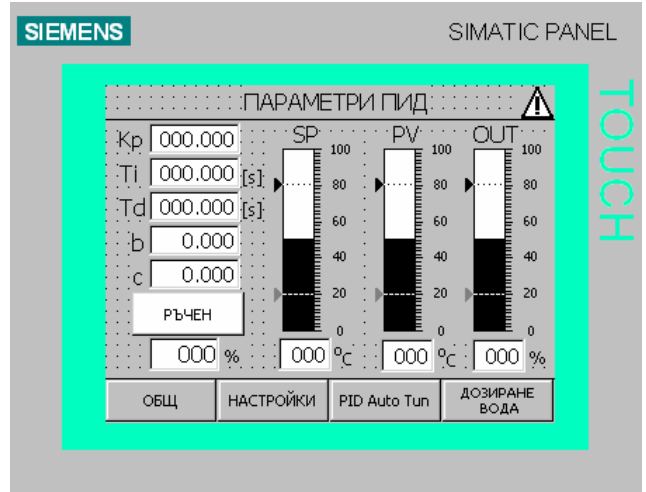 SIEMENS
SIMATIC PANEL
TOUCH
ПАРАМЕТРИ ПИД
Kp 000.000
Ti 000.000 [s]
Td 000.000 [s]
b 0.000
c 0.000
РЪЧЕН
000 %
SP
100
80
60
40
20
0
000 °C
PV
100
80
60
40
20
0
000 °C
OUT
100
80
60
40
20
0
000 %
ОБЩ
НАСТРОЙКИ
PID Auto Tun
ДОЗИРАНЕ
ВОДА